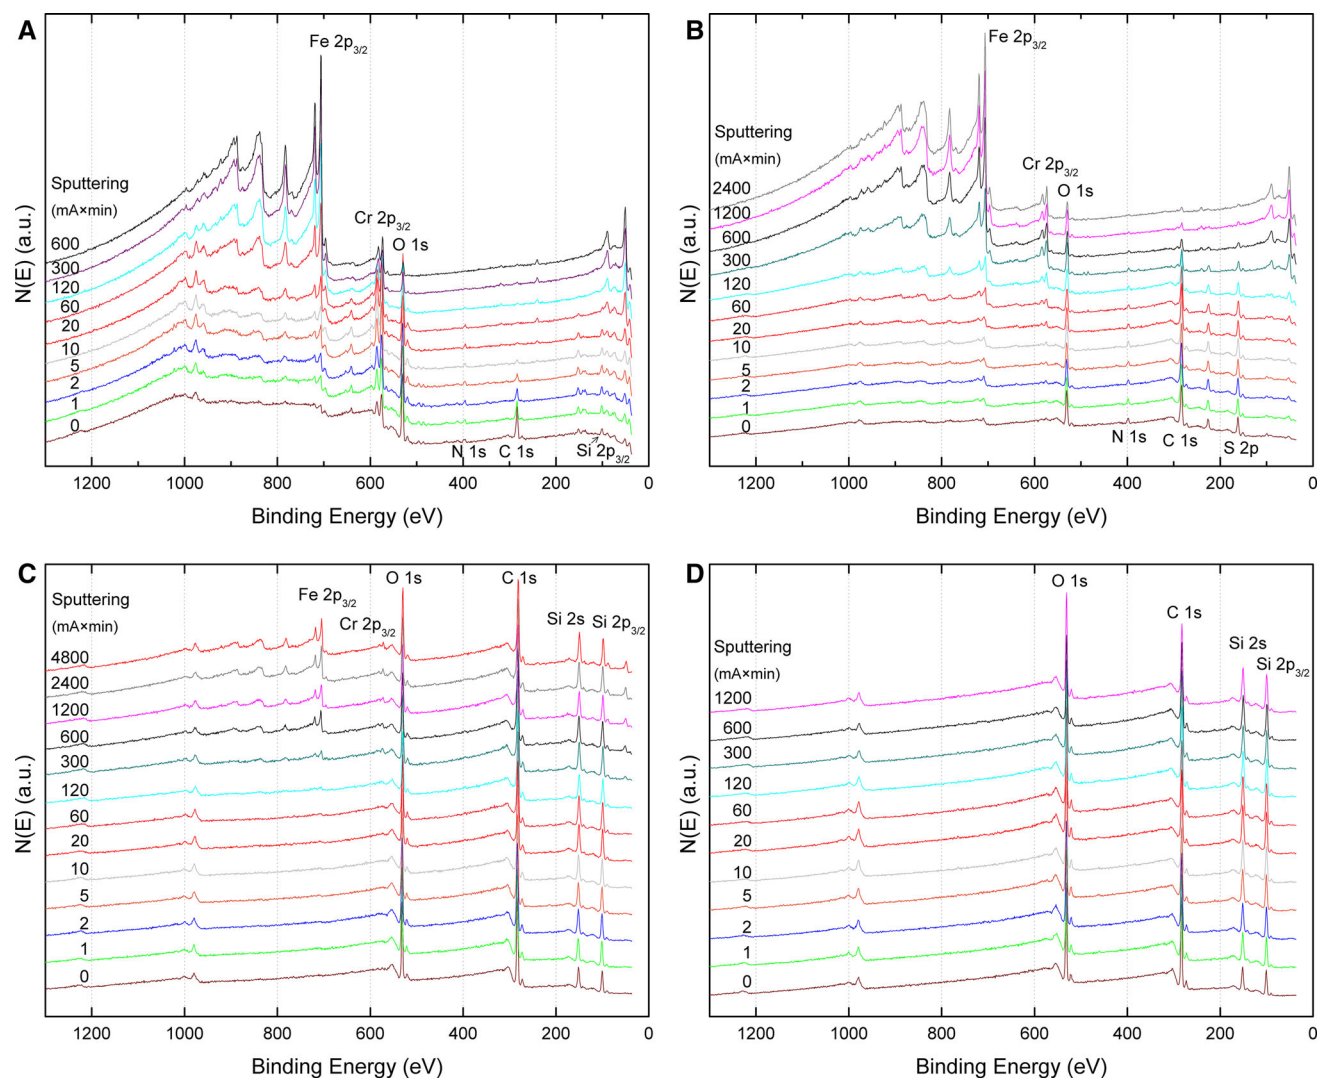 A
Fe 2p3/2
Sputtering
(mA×min)
Cr 2p3/2
O 1s
600
300
120
60
20
10
5
2
1
0
N 1s
C 1s
Si 2p3/2
N(E) (a.u.)
1200
1000
800
600
400
200
0
Binding Energy (eV)
B
Fe 2p3/2
Sputtering
(mA×min)
Cr 2p3/2
O 1s
2400
1200
600
300
120
60
20
10
5
2
1
0
N 1s
C 1s
S 2p
N(E) (a.u.)
1200
1000
800
600
400
200
0
Binding Energy (eV)
C
Sputtering
(mA×min)
O 1s
C 1s
Fe 2p3/2
Cr 2p3/2
Si 2s
Si 2p3/2
4800
2400
1200
600
300
120
60
20
10
5
2
1
0
N(E) (a.u.)
1200
1000
800
600
400
200
0
Binding Energy (eV)
D
O 1s
C 1s
Si 2s
Si 2p3/2
Sputtering
(mA×min)
1200
600
300
120
60
20
10
5
2
1
0
N(E) (a.u.)
1200
1000
800
600
400
200
0
Binding Energy (eV)